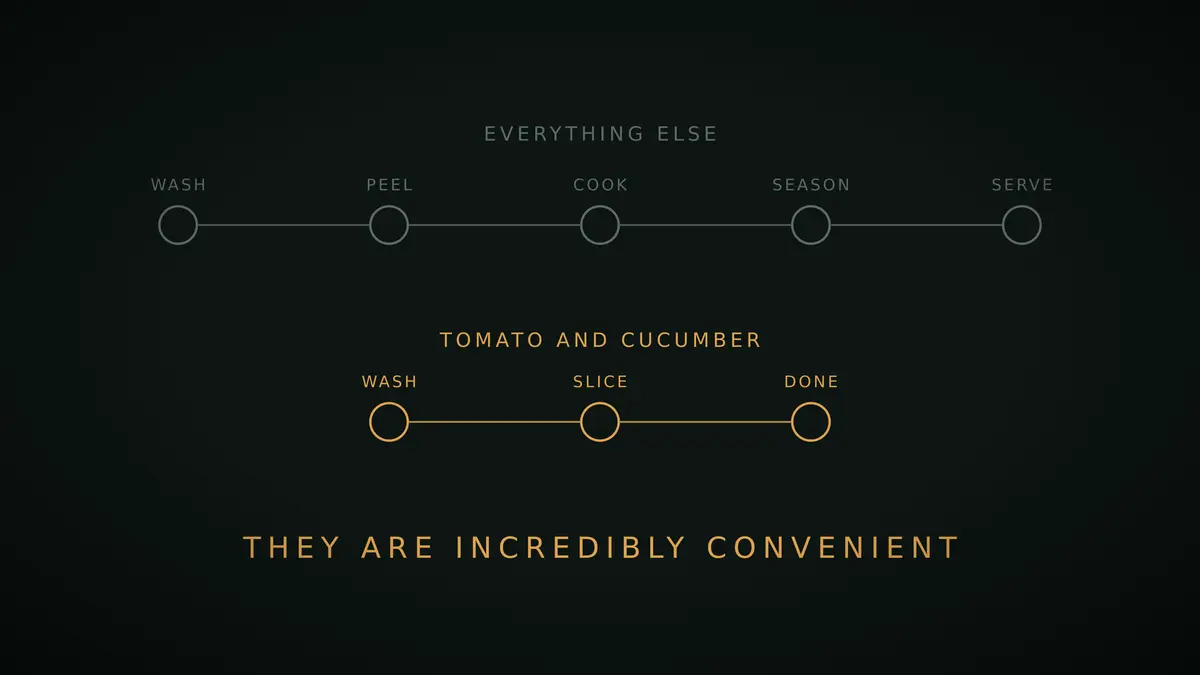 EVERYTHING ELSE
WASH PEEL COOK SEASON SERVE
TOMATO AND CUCUMBER
WASH SLICE DONE
THEY ARE INCREDIBLY CONVENIENT